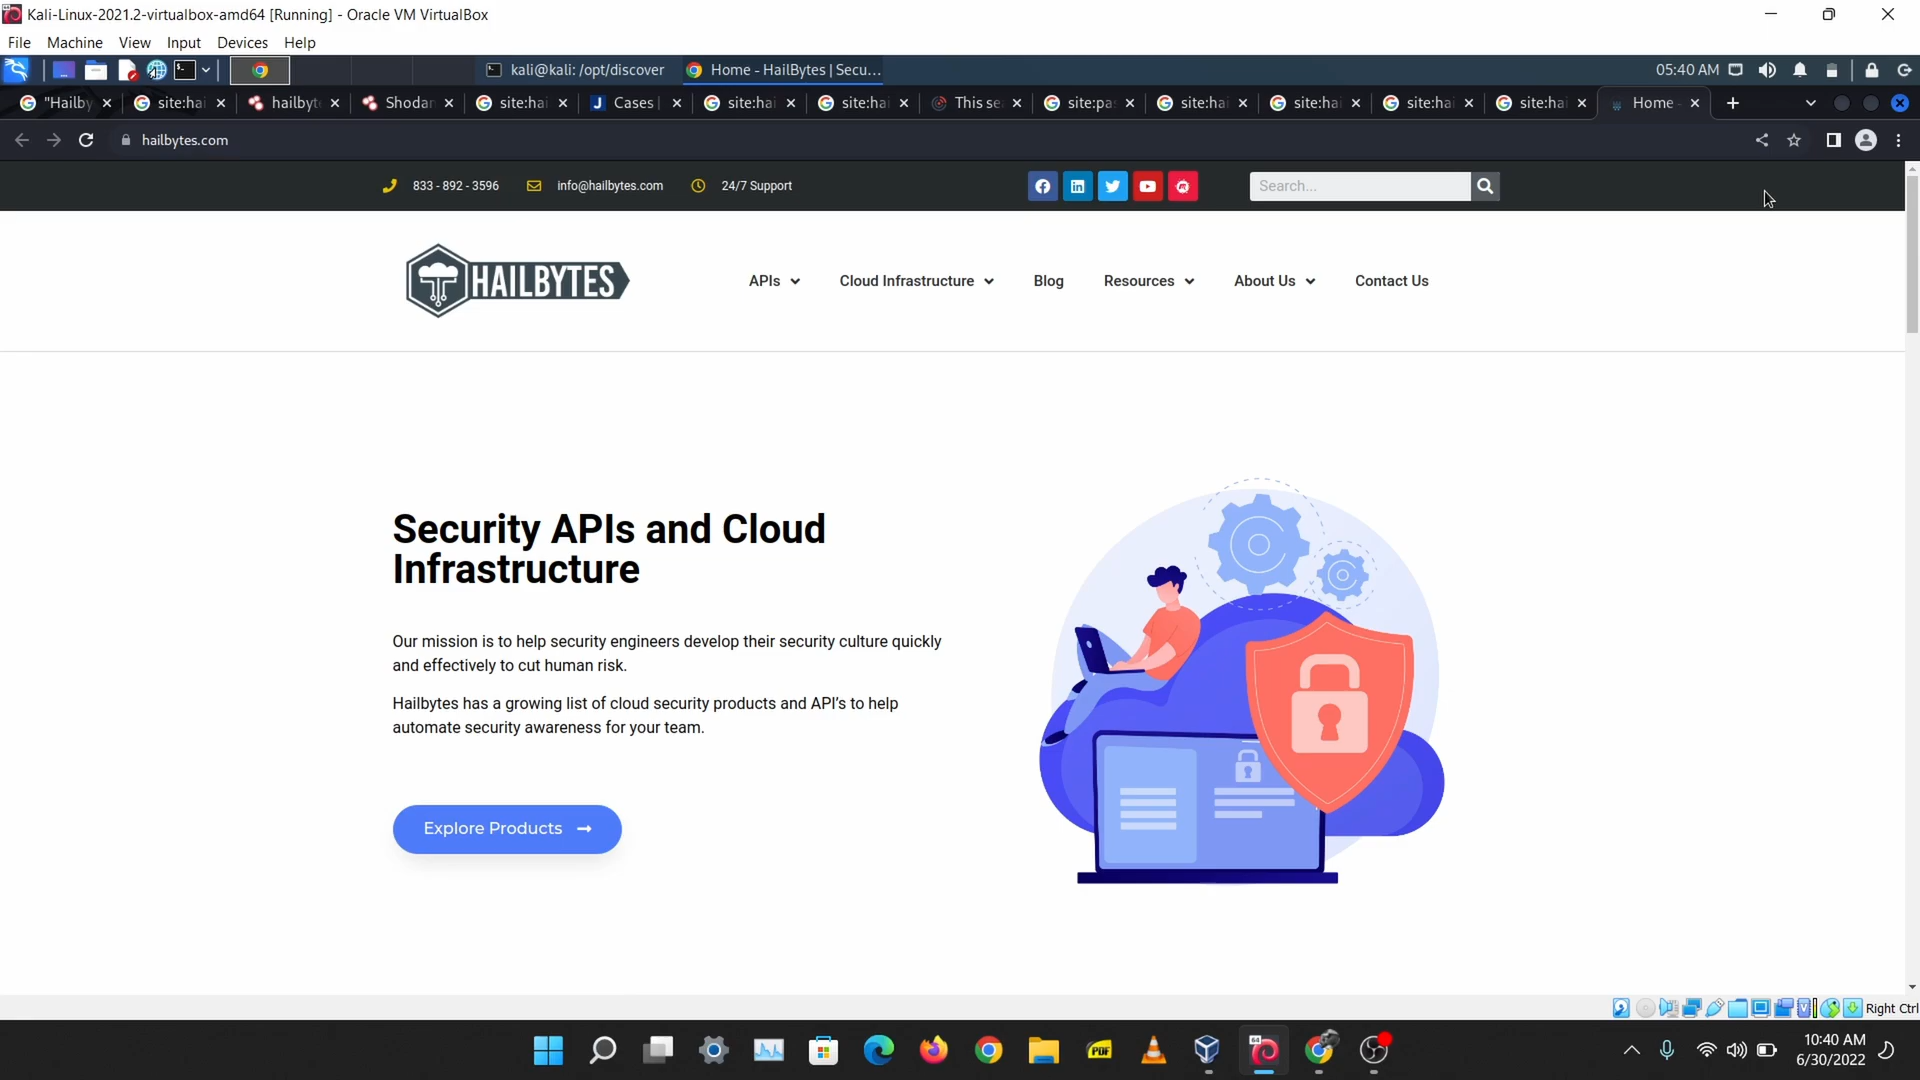 Kali-Linux-2021.2-virtualbox-amd64 [Running] - Oracle VM VirtualBox
File Machine View Input Devices Help
kali@kali: /opt/discover
Home - HailBytes | Secu...
05:40 AM
"Hailby
site:hai
hailbyte
Shodan
site:hai
Cases |
site:hai
site:hai
This se
site:pa
site:hai
site:hai
site:hai
site:hai
Home -
hailbytes.com
833 - 892 - 3596
info@hailbytes.com
24/7 Support
Search...
HAILBYTES
APIs
Cloud Infrastructure
Blog
Resources
About Us
Contact Us
Security APIs and Cloud
Infrastructure
Our mission is to help security engineers develop their security culture quickly
and effectively to cut human risk.
Hailbytes has a growing list of cloud security products and API's to help
automate security awareness for your team.
Explore Products
Right Ctrl
PDF
64
10:40 AM
6/30/2022